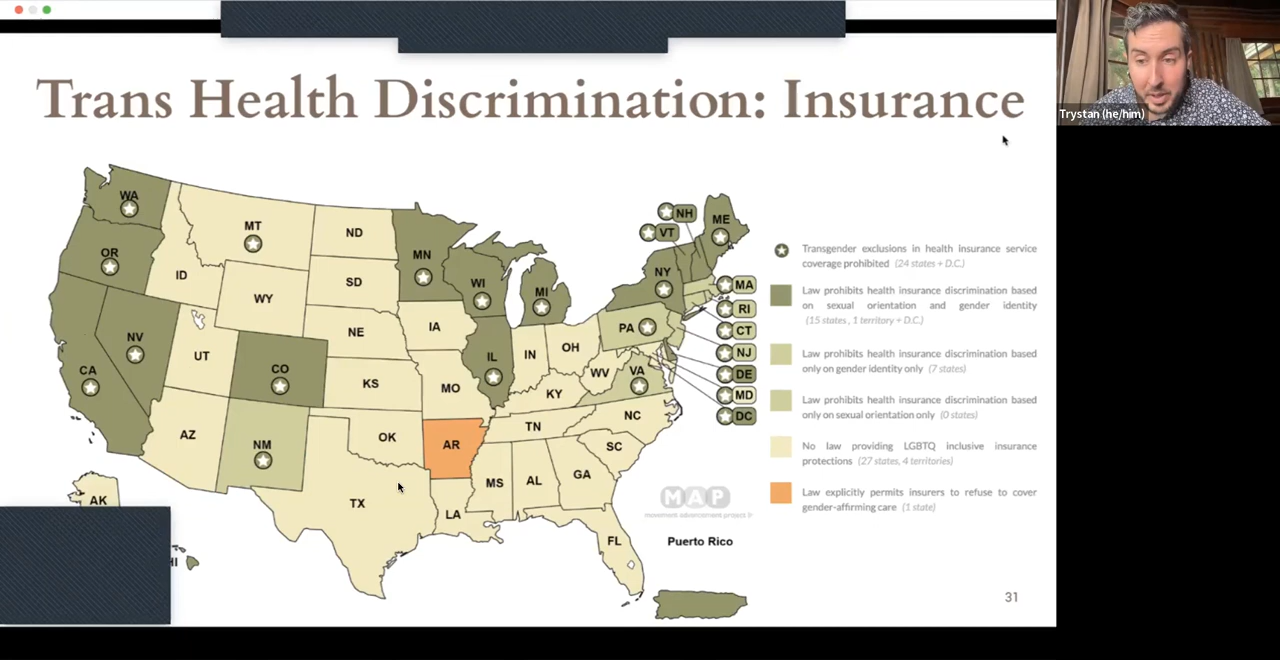 Trans Health Discrimination: Insurance
Trystan (he/him)
WA
OR
CA
NV
ID
MT
WY
UT
AZ
CO
NM
ND
SD
NE
KS
OK
TX
MN
IA
MO
AR
LA
WI
IL
MI
IN
OH
KY
TN
MS
AL
GA
FL
SC
NC
WV
VA
PA
NY
VT
NH
ME
MA
RI
CT
NJ
DE
MD
DC
AK
HI
MAP
movement advancement project
Puerto Rico
Transgender exclusions in health insurance service
coverage prohibited (24 states + D.C.)
Law prohibits health insurance discrimination based
on sexual orientation and gender identity
(15 states , 1 territory + D.C.)
Law prohibits health insurance discrimination based
only on gender identity only (7 states)
Law prohibits health insurance discrimination based
only on sexual orientation only (0 states)
No law providing LGBTQ inclusive insurance
protections (27 states, 4 territories)
Law explicitly permits insurers to refuse to cover
gender-affirming care (1 state)
31